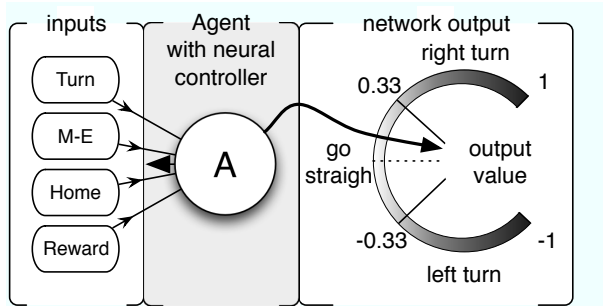 inputs
Turn
M-E
Home
Reward
Agent
with neural
controller
A
network output
right turn
0.33
1
go
straigh
output
value
-0.33
-1
left turn